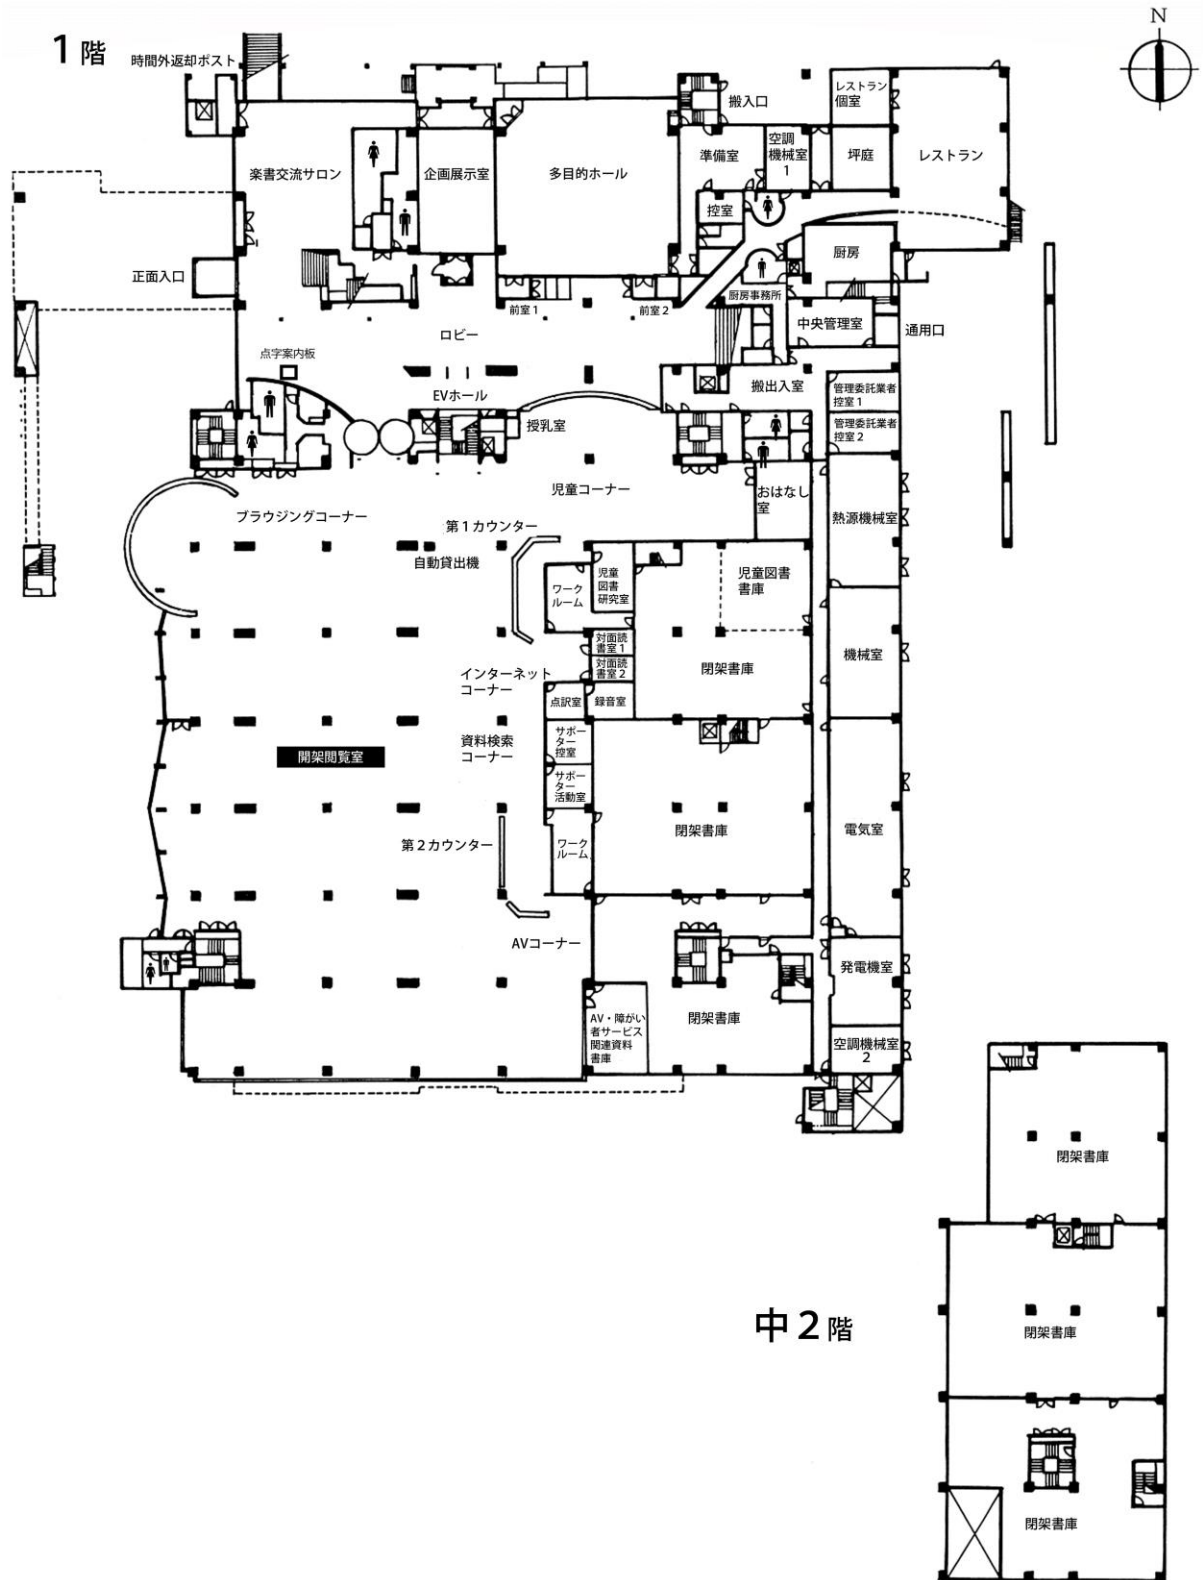 N
1階
時間外返却ポスト
搬入口
レストラン
個室
楽書交流サロン
企画展示室
多目的ホール
準備室
空調
機械室
1
坪庭
レストラン
控室
正面入口
厨房
前室1
前室2
厨房事務所
中央管理室
通用口
ロビー
点字案内板
EVホール
搬出入室
管理委託業者
控室1
授乳室
管理委託業者
控室2
児童コーナー
おはなし
室
ブラウジングコーナー
第1カウンター
熱源機械室
自動貸出機
ワーク
ルーム
児童
図書
研究室
児童図書
書庫
対面読
書室1
対面読
書室2
閉架書庫
機械室
インターネット
コーナー
点訳室
録音室
資料検索
コーナー
サポー
ター
控室
開架閲覧室
サポー
ター
活動室
閉架書庫
電気室
第2カウンター
ワーク
ルーム
AVコーナー
発電機室
AV・障がい
者サービス
関連資料
書庫
閉架書庫
空調機械室
2
中2階
閉架書庫
閉架書庫
閉架書庫